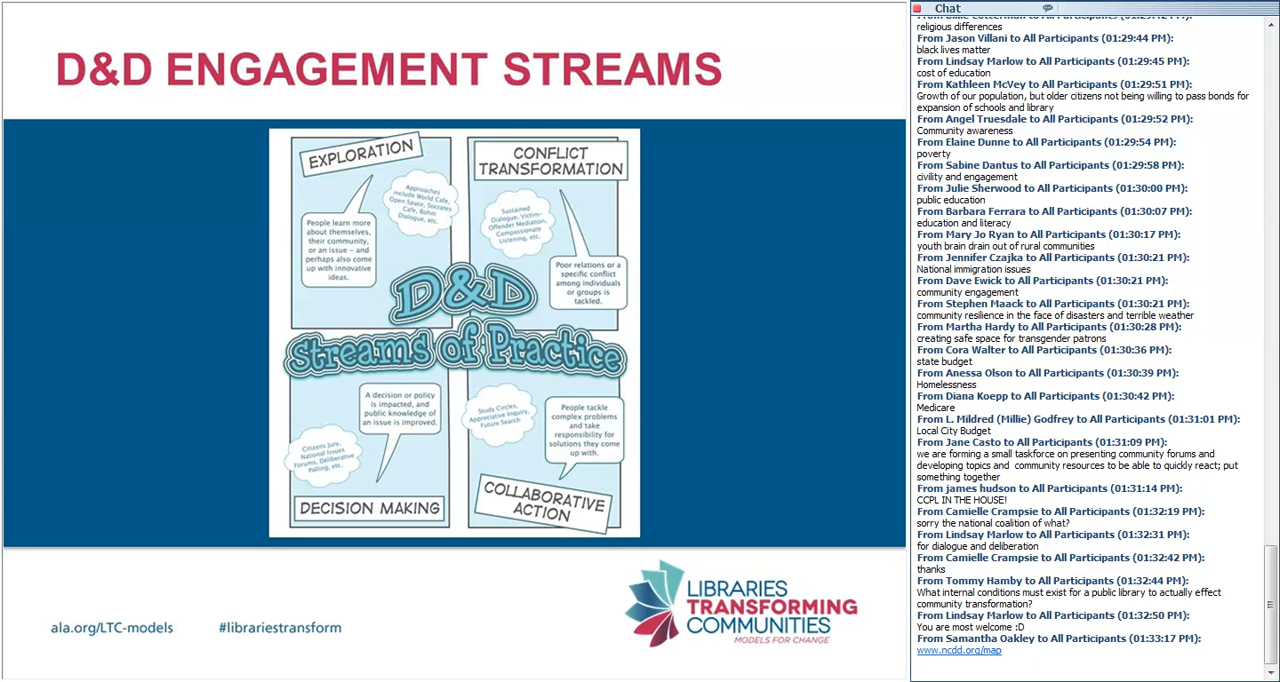 D&D ENGAGEMENT STREAMS
EXPLORATION
Approaches
include World Cafe,
Open Space, Socrates
Cafe, Bohm
Dialogue, etc.
People learn more
about themselves,
their community,
or an issue – and
perhaps also come
up with innovative
ideas.
CONFLICT
TRANSFORMATION
Sustained
Dialogue, Victim-
Offender Mediation,
Compassionate
Listening, etc.
Poor relations or a
specific conflict
among individuals
or groups is
tackled.
D&D
Streams of Practice
A decision or policy
is impacted, and
public knowledge of
an issue is improved.
Citizens Jury,
National Issues
Forums, Deliberative
Polling, etc.
DECISION MAKING
Study Circles,
Appreciative Inquiry,
Future Search
People tackle
complex problems
and take
responsibility for
solutions they come
up with.
COLLABORATIVE
ACTION
ala.org/LTC-models
#librariestransform
LIBRARIES
TRANSFORMING
COMMUNITIES
MODELS FOR CHANGE
Chat
religious differences
From Jason Villani to All Participants (01:29:44 PM):
black lives matter
From Lindsay Marlow to All Participants (01:29:45 PM):
cost of education
From Kathleen McVey to All Participants (01:29:51 PM):
Growth of our population, but older citizens not being willing to pass bonds for
expansion of schools and library
From Angel Truesdale to All Participants (01:29:52 PM):
Community awareness
From Elaine Dunne to All Participants (01:29:54 PM):
poverty
From Sabine Dantus to All Participants (01:29:58 PM):
civility and engagement
From Julie Sherwood to All Participants (01:30:00 PM):
public education
From Barbara Ferrara to All Participants (01:30:07 PM):
education and literacy
From Mary Jo Ryan to All Participants (01:30:17 PM):
youth brain drain out of rural communities
From Jennifer Czajka to All Participants (01:30:21 PM):
National immigration issues
From Dave Ewick to All Participants (01:30:21 PM):
community engagement
From Stephen Maack to All Participants (01:30:21 PM):
community resilience in the face of disasters and terrible weather
From Martha Hardy to All Participants (01:30:28 PM):
creating safe space for transgender patrons
From Cora Walter to All Participants (01:30:36 PM):
state budget
From Anessa Olson to All Participants (01:30:39 PM):
Homelessness
From Diana Koepp to All Participants (01:30:42 PM):
Medicare
From L. Mildred (Millie) Godfrey to All Participants (01:31:01 PM):
Local City Budget
From Jane Casto to All Participants (01:31:09 PM):
we are forming a small taskforce on presenting community forums and
developing topics and community resources to be able to quickly react; put
something together
From james hudson to All Participants (01:31:14 PM):
CCPL IN THE HOUSE!
From Camielle Crampsie to All Participants (01:32:19 PM):
sorry the national coalition of what?
From Lindsay Marlow to All Participants (01:32:31 PM):
for dialogue and deliberation
From Camielle Crampsie to All Participants (01:32:42 PM):
thanks
From Tommy Hamby to All Participants (01:32:44 PM):
What internal conditions must exist for a public library to actually effect
community transformation?
From Lindsay Marlow to All Participants (01:32:50 PM):
You are most welcome :D
From Samantha Oakley to All Participants (01:33:17 PM):
www.ncdd.org/map